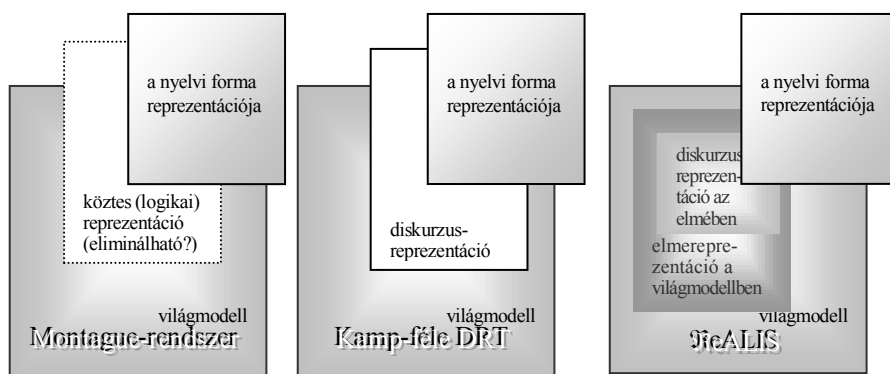 a nyelvi forma
reprezentációja
köztes (logikai)
reprezentáció
(eliminálható?)
világmodell
Montague-rendszer
a nyelvi forma
reprezentációja
diskurzus-
reprezentáció
világmodell
Kamp-féle DRT
a nyelvi forma
reprezentációja
diskurzus
reprezen-
táció az
elmében
elmerepre-
zentáció a
világmodellben
világmodell
ℜeALIS